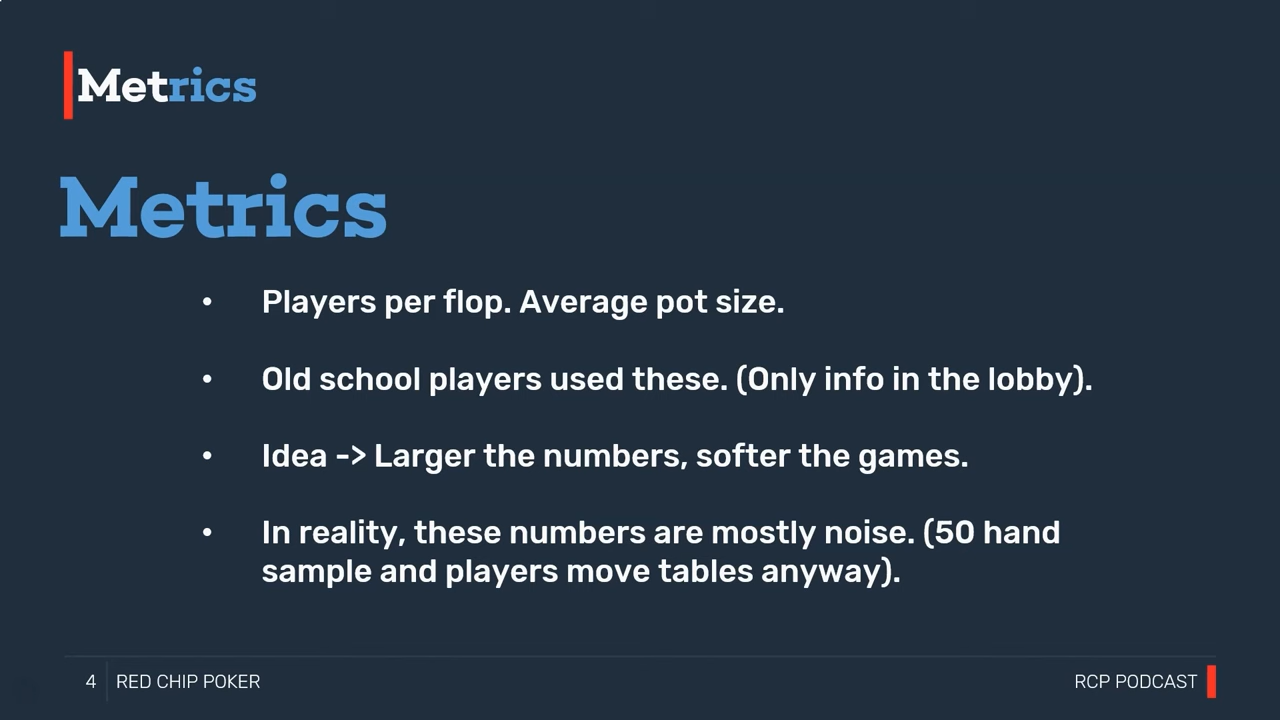 Metrics
Metrics
• Players per flop. Average pot size.
• Old school players used these. (Only info in the lobby).
• Idea -> Larger the numbers, softer the games.
• In reality, these numbers are mostly noise. (50 hand
sample and players move tables anyway).
4 RED CHIP POKER
RCP PODCAST